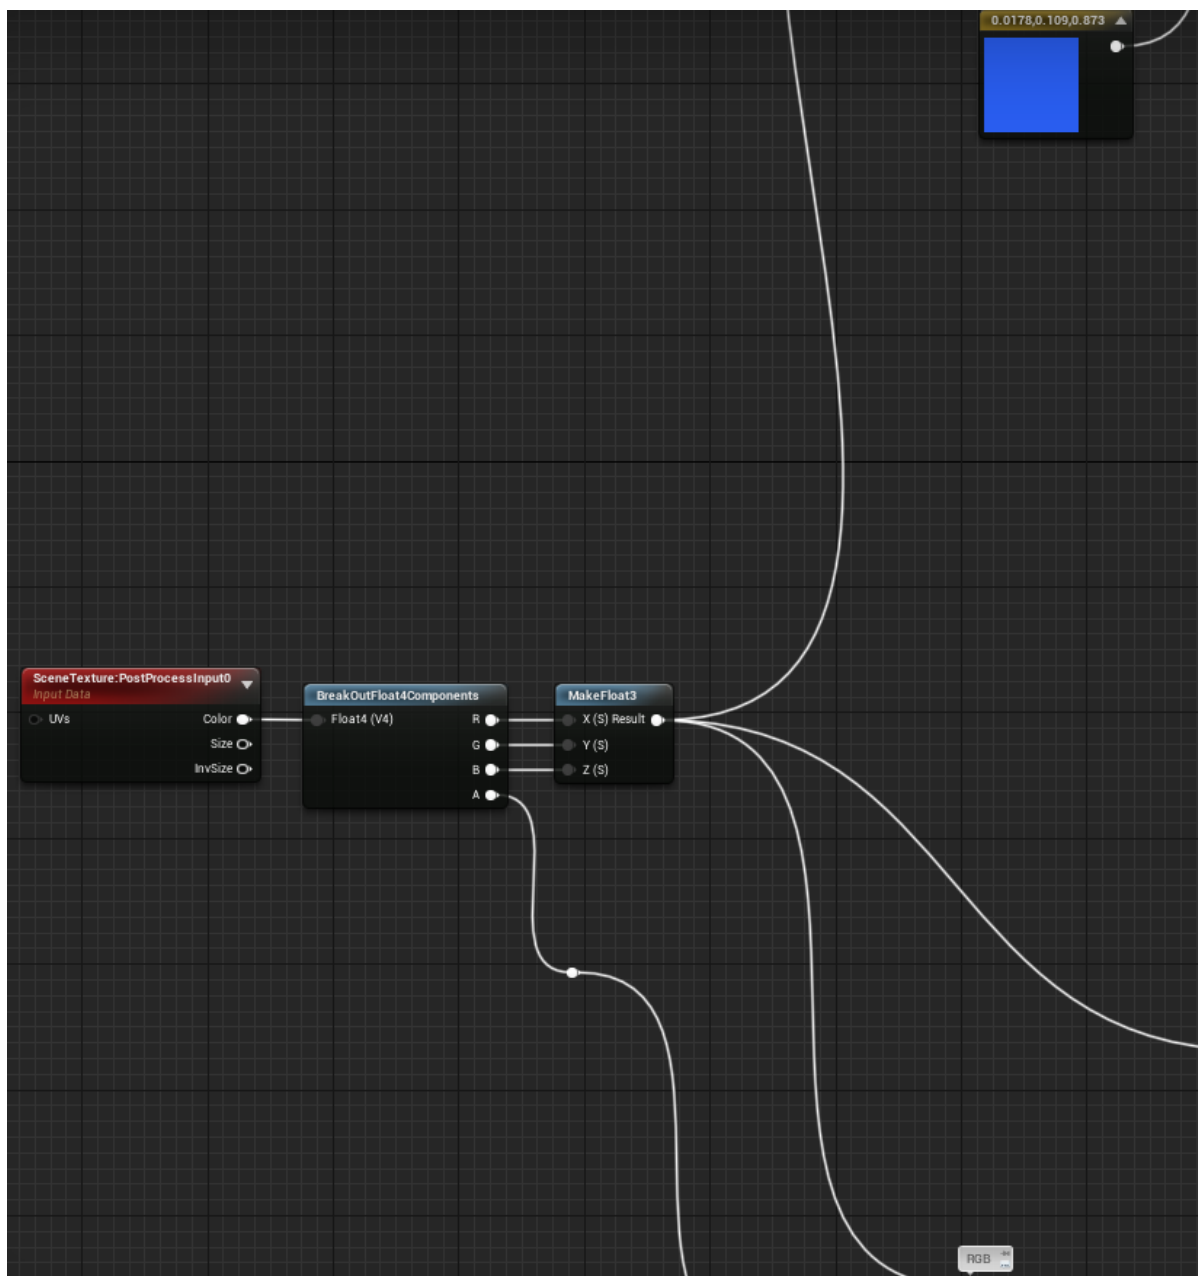 0.0178,0.109,0.873
SceneTexture:PostProcessInput0
Input Data
UVs
Color
Size
InvSize
BreakOutFloat4Components
Float4 (V4)
R
G
B
A
MakeFloat3
X (S) Result
Y (S)
Z (S)
RGB